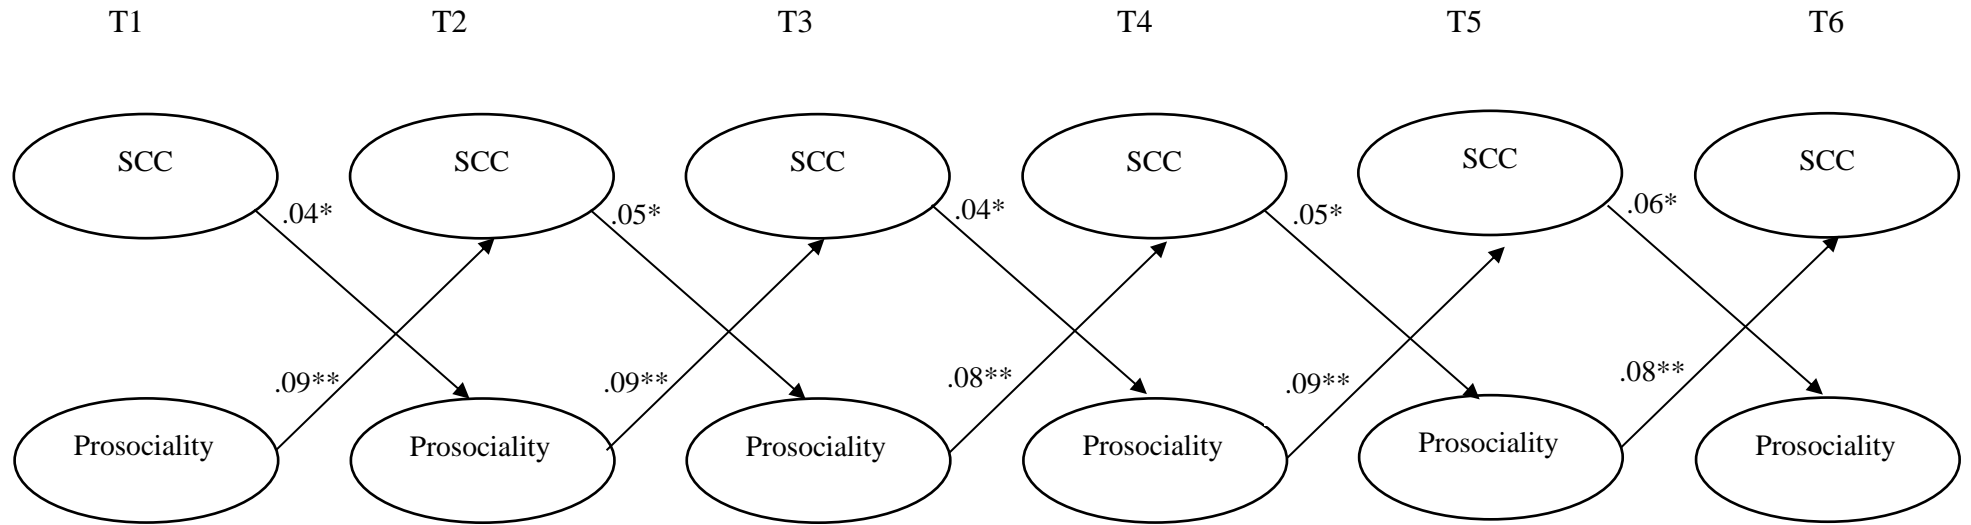 T1 T2 T3 T4 T5 T6
SCC SCC SCC SCC SCC SCC
.04* .05* .04* .05* .06*
.09** .09** .08** .09** .08**
Prosociality Prosociality Prosociality Prosociality Prosociality Prosociality